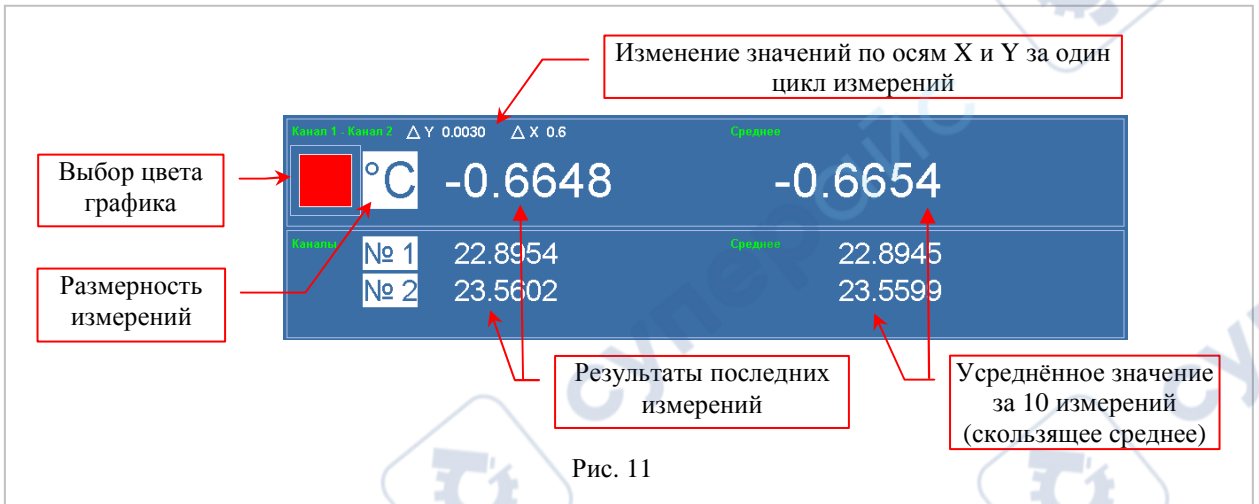 Изменение значений по осям X и Y за один
цикл измерений
Канал 1 - Канал 2 △ Y 0.0030 △ X 0.6 Среднее
Выбор цвета
графика
°C -0.6648 -0.6654
Каналы Среднее
№ 1 22.8954 22.8945
№ 2 23.5602 23.5599
Размерность
измерений
Результаты последних
измерений
Усреднённое значение
за 10 измерений
(скользящее среднее)
Рис. 11
суперайс
су